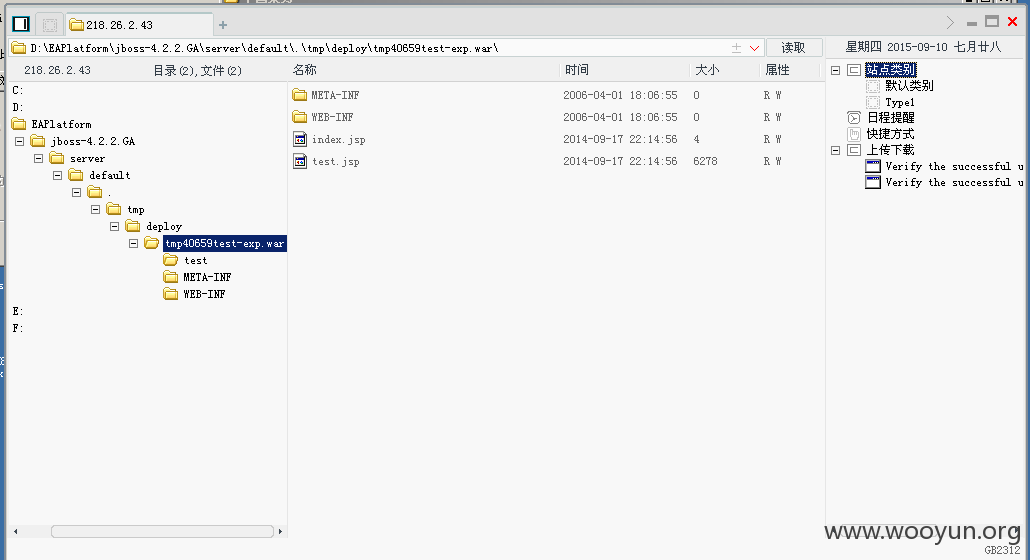 218.26.2.43
D:\EAPlatform\jboss-4.2.2.GA\server\default\.\tmp\deploy\tmp40659test-exp.war\
读取
星期四 2015-09-10 七月廿八
218.26.2.43 目录(2),文件(2)
名称 时间 大小 属性
C:
D:
EAPlatform
jboss-4.2.2.GA
server
default
.
tmp
deploy
tmp40659test-exp.war
test
META-INF
WEB-INF
E:
F:
META-INF 2006-04-01 18:06:55 0 R W
WEB-INF 2006-04-01 18:06:55 0 R W
index.jsp 2014-09-17 22:14:56 4 R W
test.jsp 2014-09-17 22:14:56 6278 R W
站点类别
默认类别
Type1
日程提醒
快捷方式
上传下载
Verify the successful u
Verify the successful u
www.wooyun.org
GB2312